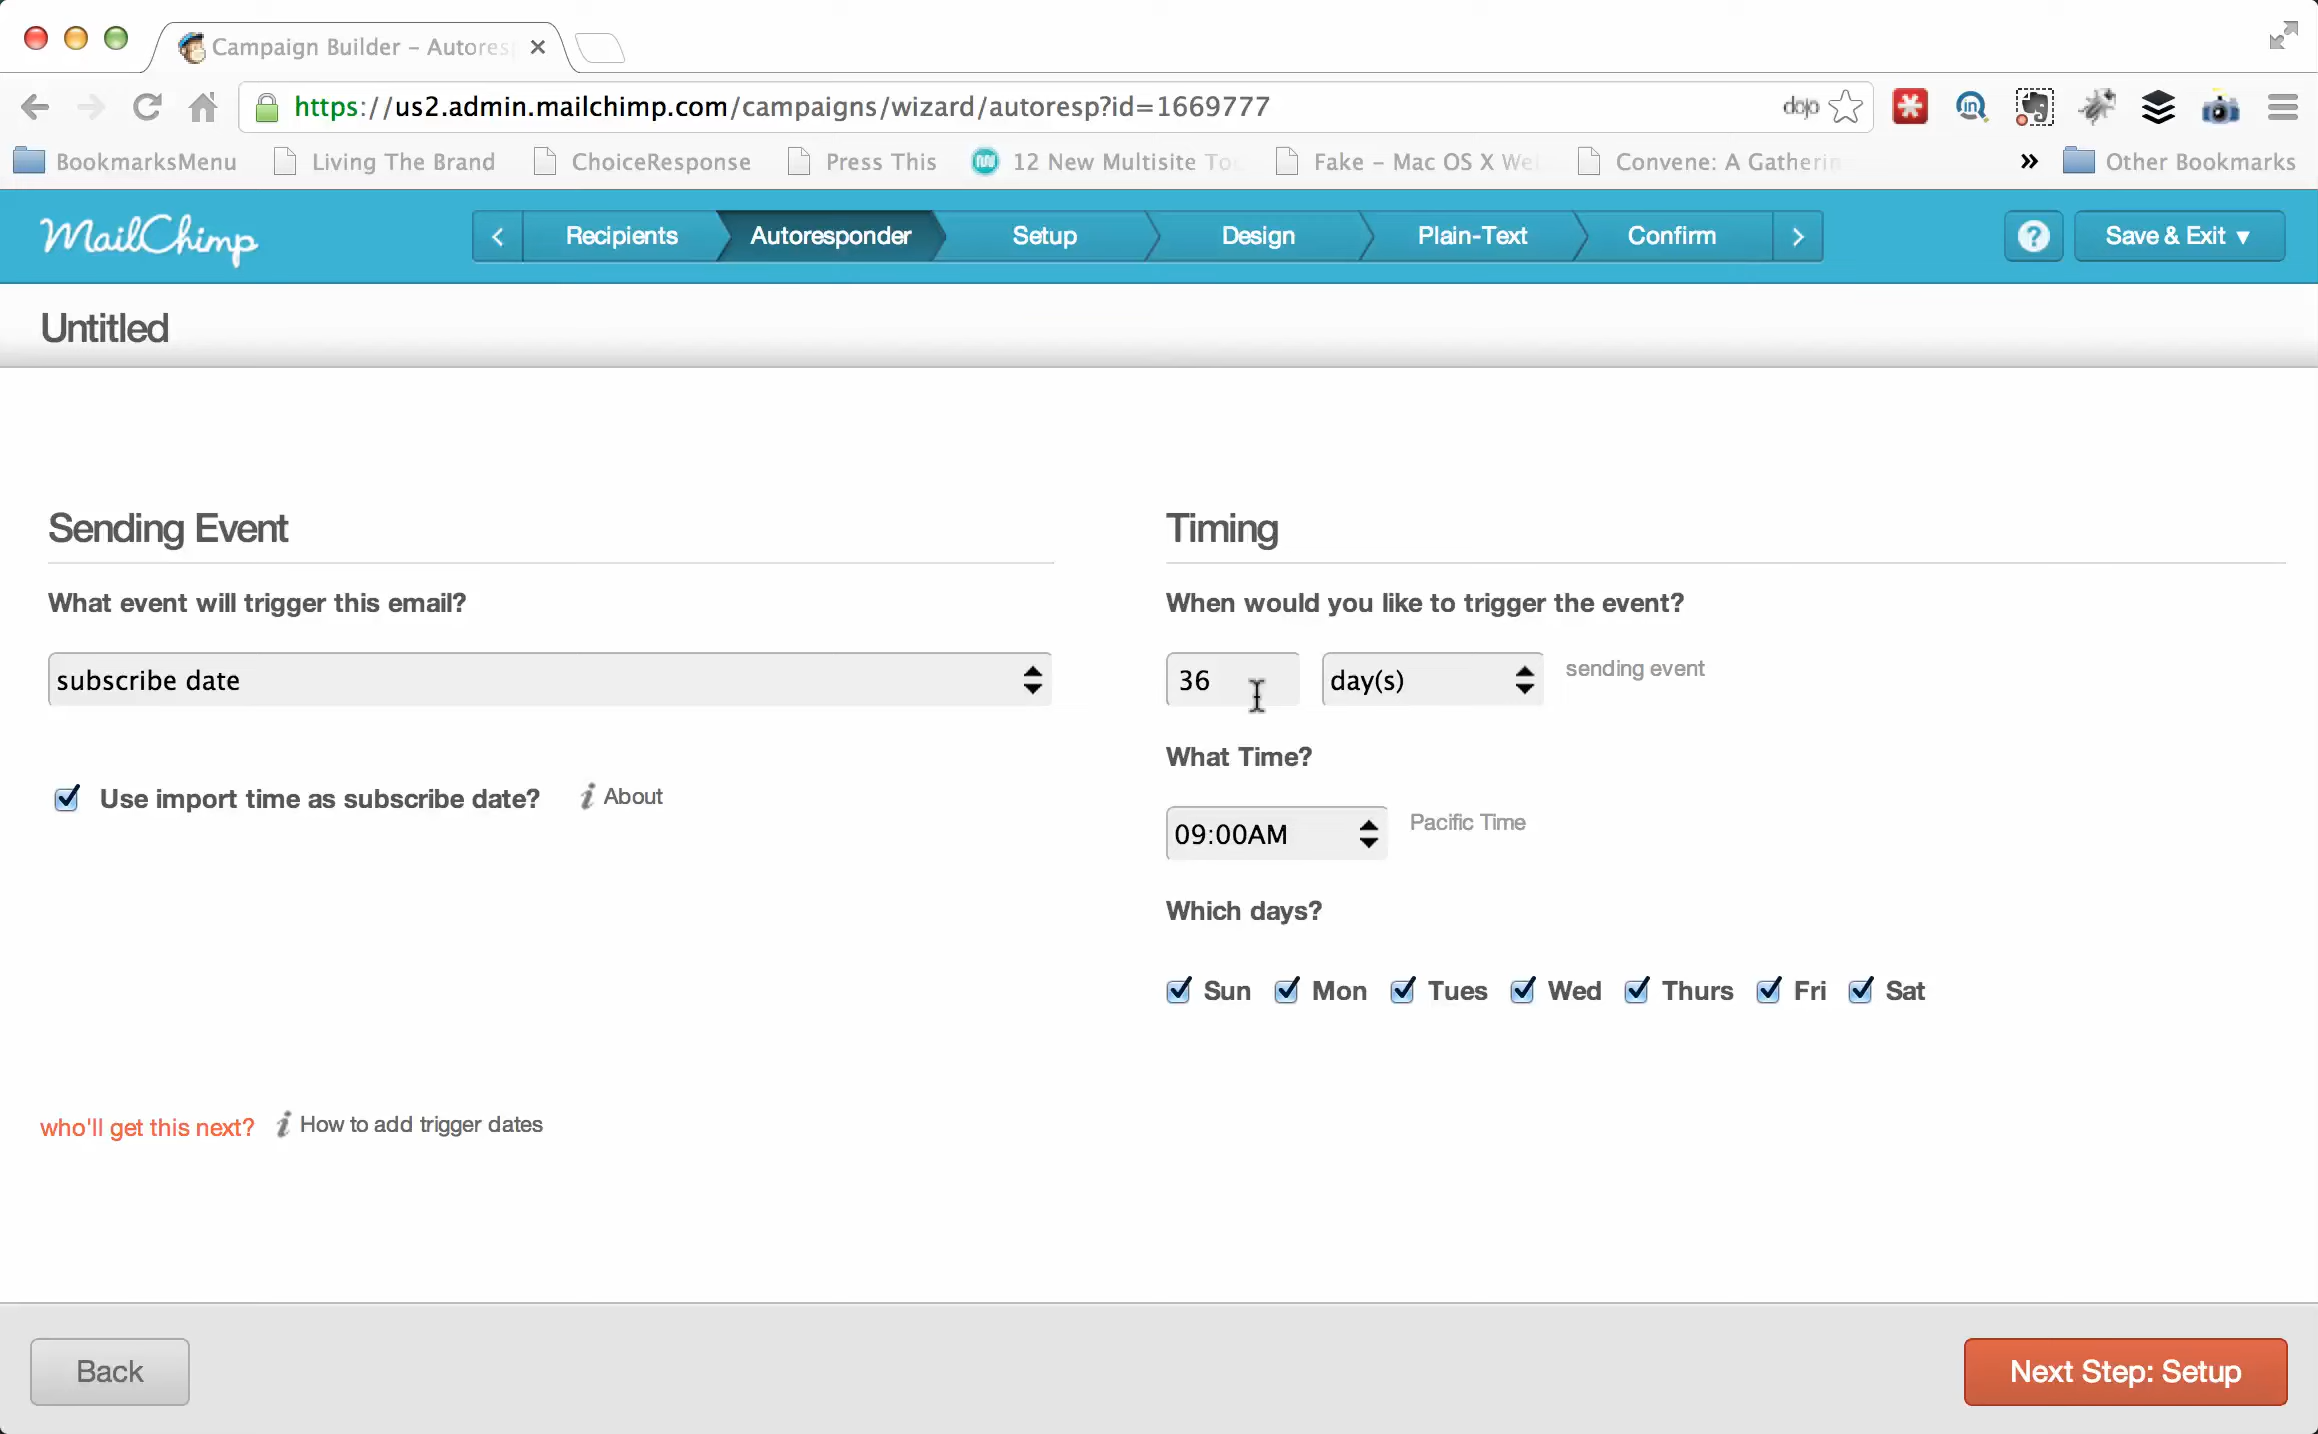 Campaign Builder – Autores
https://us2.admin.mailchimp.com/campaigns/wizard/autoresp?id=1669777
dojo
BookmarksMenu
Living The Brand
ChoiceResponse
Press This
12 New Multisite To
Fake – Mac OS X We
Convene: A Gatherin
»
Other Bookmarks
MailChimp
Recipients
Autoresponder
Setup
Design
Plain-Text
Confirm
?
Save & Exit ▾
Untitled
Sending Event
What event will trigger this email?
subscribe date
Use import time as subscribe date?
i About
who'll get this next?
i How to add trigger dates
Timing
When would you like to trigger the event?
36
day(s)
sending event
What Time?
09:00AM
Pacific Time
Which days?
Sun Mon Tues Wed Thurs Fri Sat
Back
Next Step: Setup